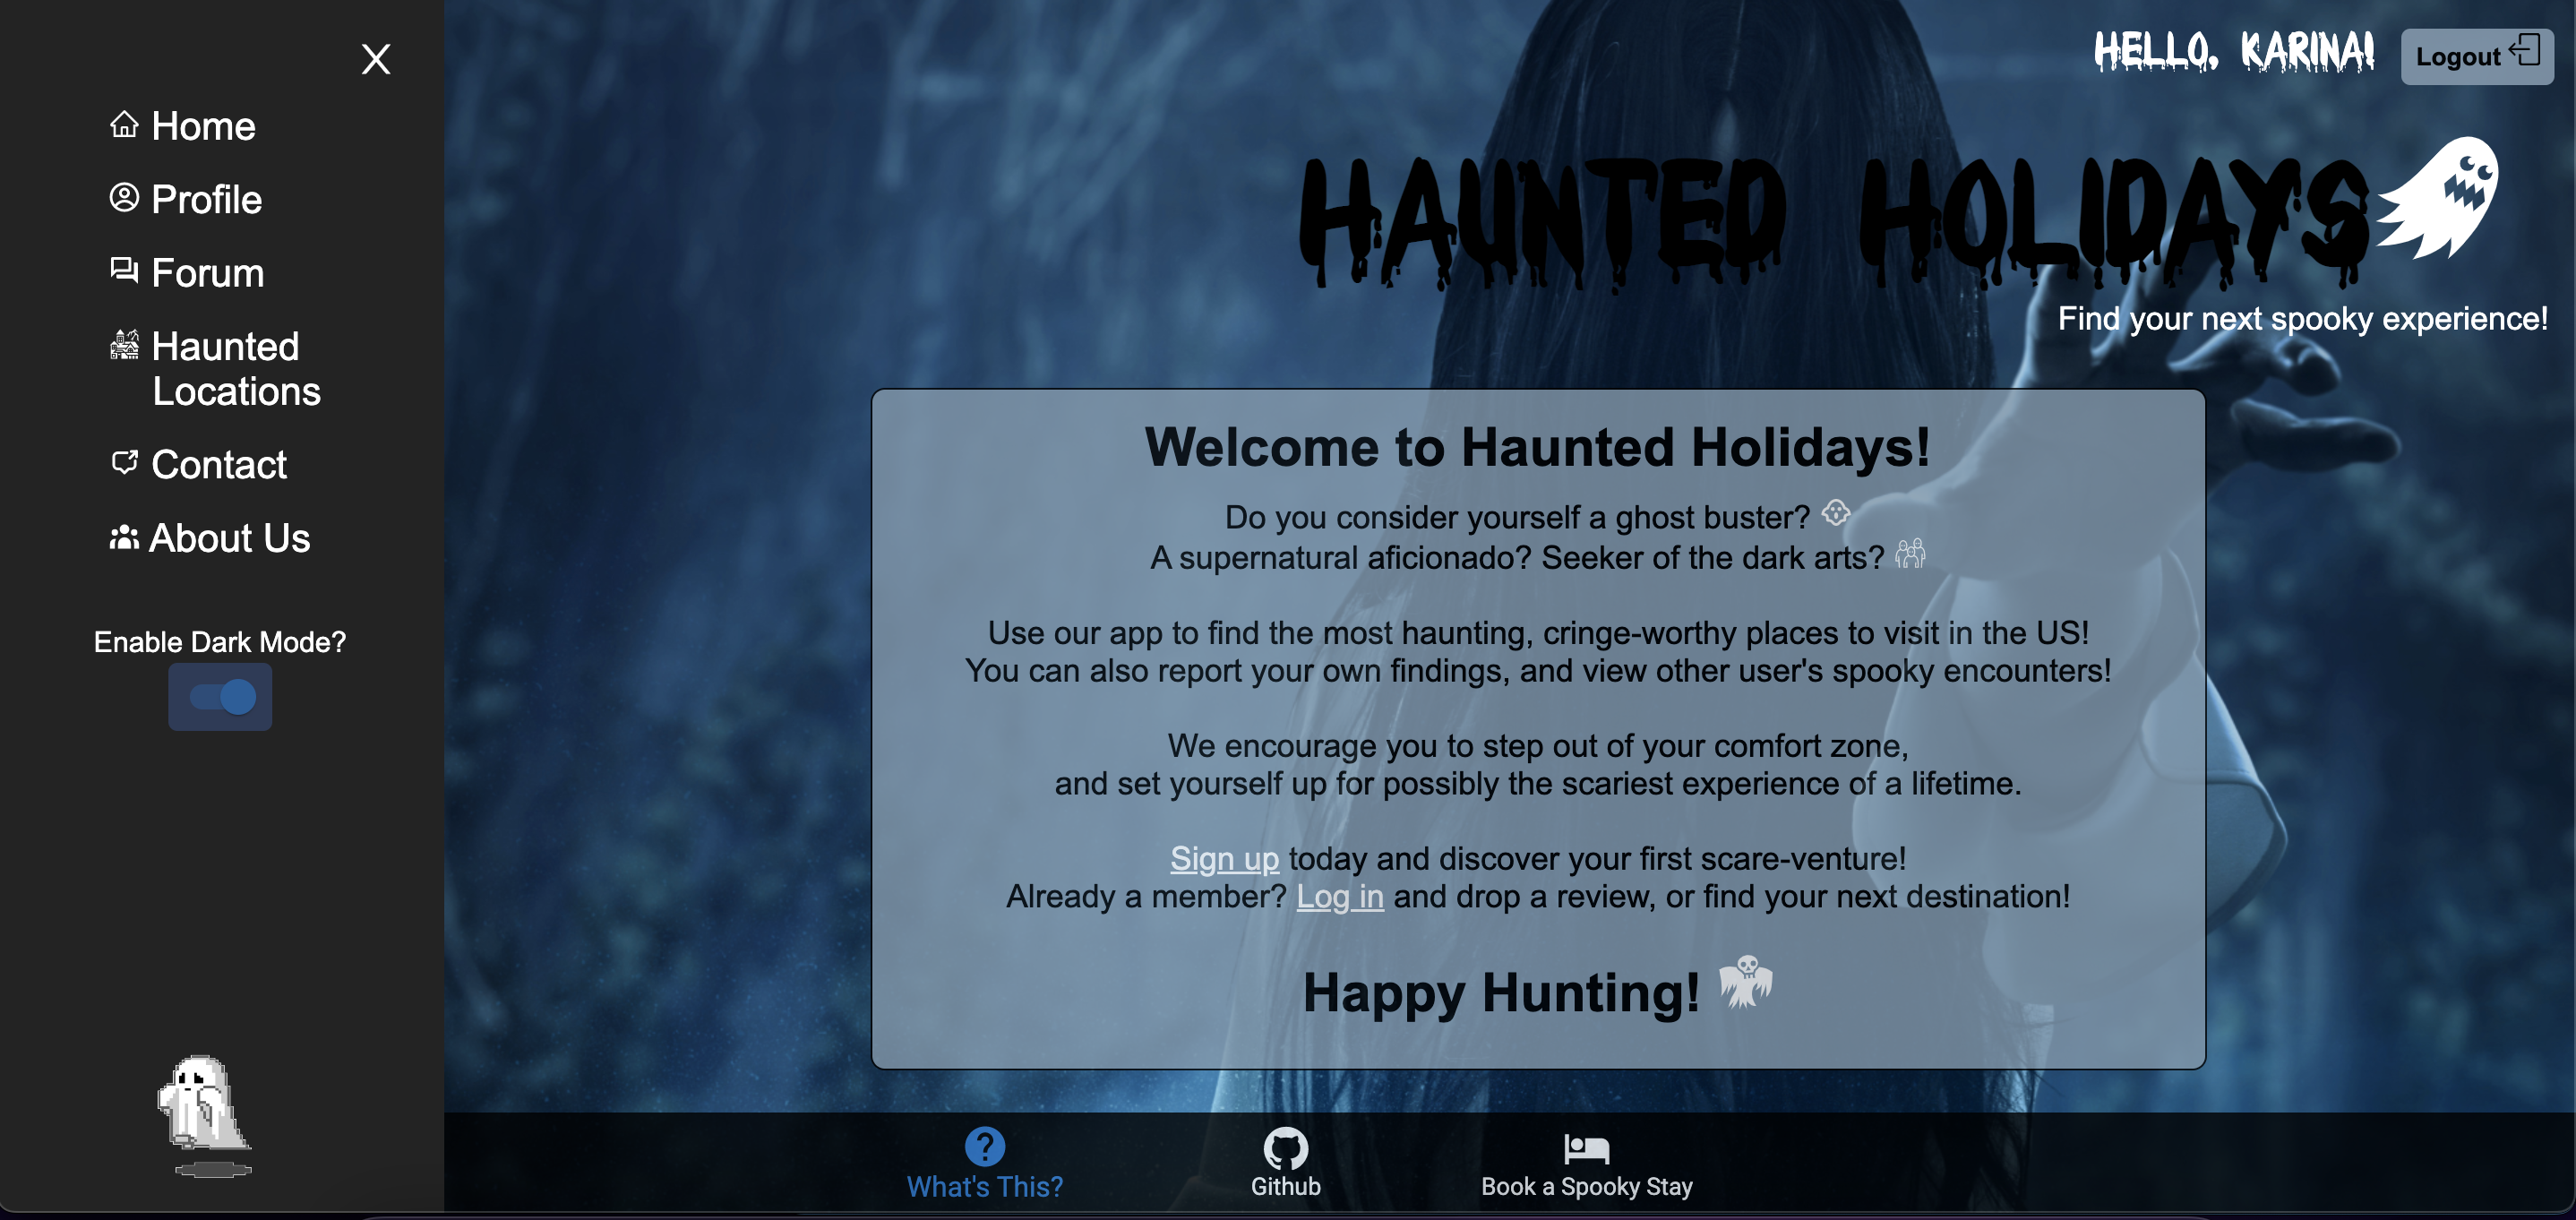 X
Home
Profile
Forum
Haunted
Locations
Contact
About Us
Enable Dark Mode?
HELLO, KARINA!
Logout
HAUNTED HOLIDAYS
Find your next spooky experience!
Welcome to Haunted Holidays!
Do you consider yourself a ghost buster?
A supernatural aficionado? Seeker of the dark arts?
Use our app to find the most haunting, cringe-worthy places to visit in the US!
You can also report your own findings, and view other user's spooky encounters!
We encourage you to step out of your comfort zone,
and set yourself up for possibly the scariest experience of a lifetime.
Sign up today and discover your first scare-venture!
Already a member? Log in and drop a review, or find your next destination!
Happy Hunting!
What's This?
Github
Book a Spooky Stay